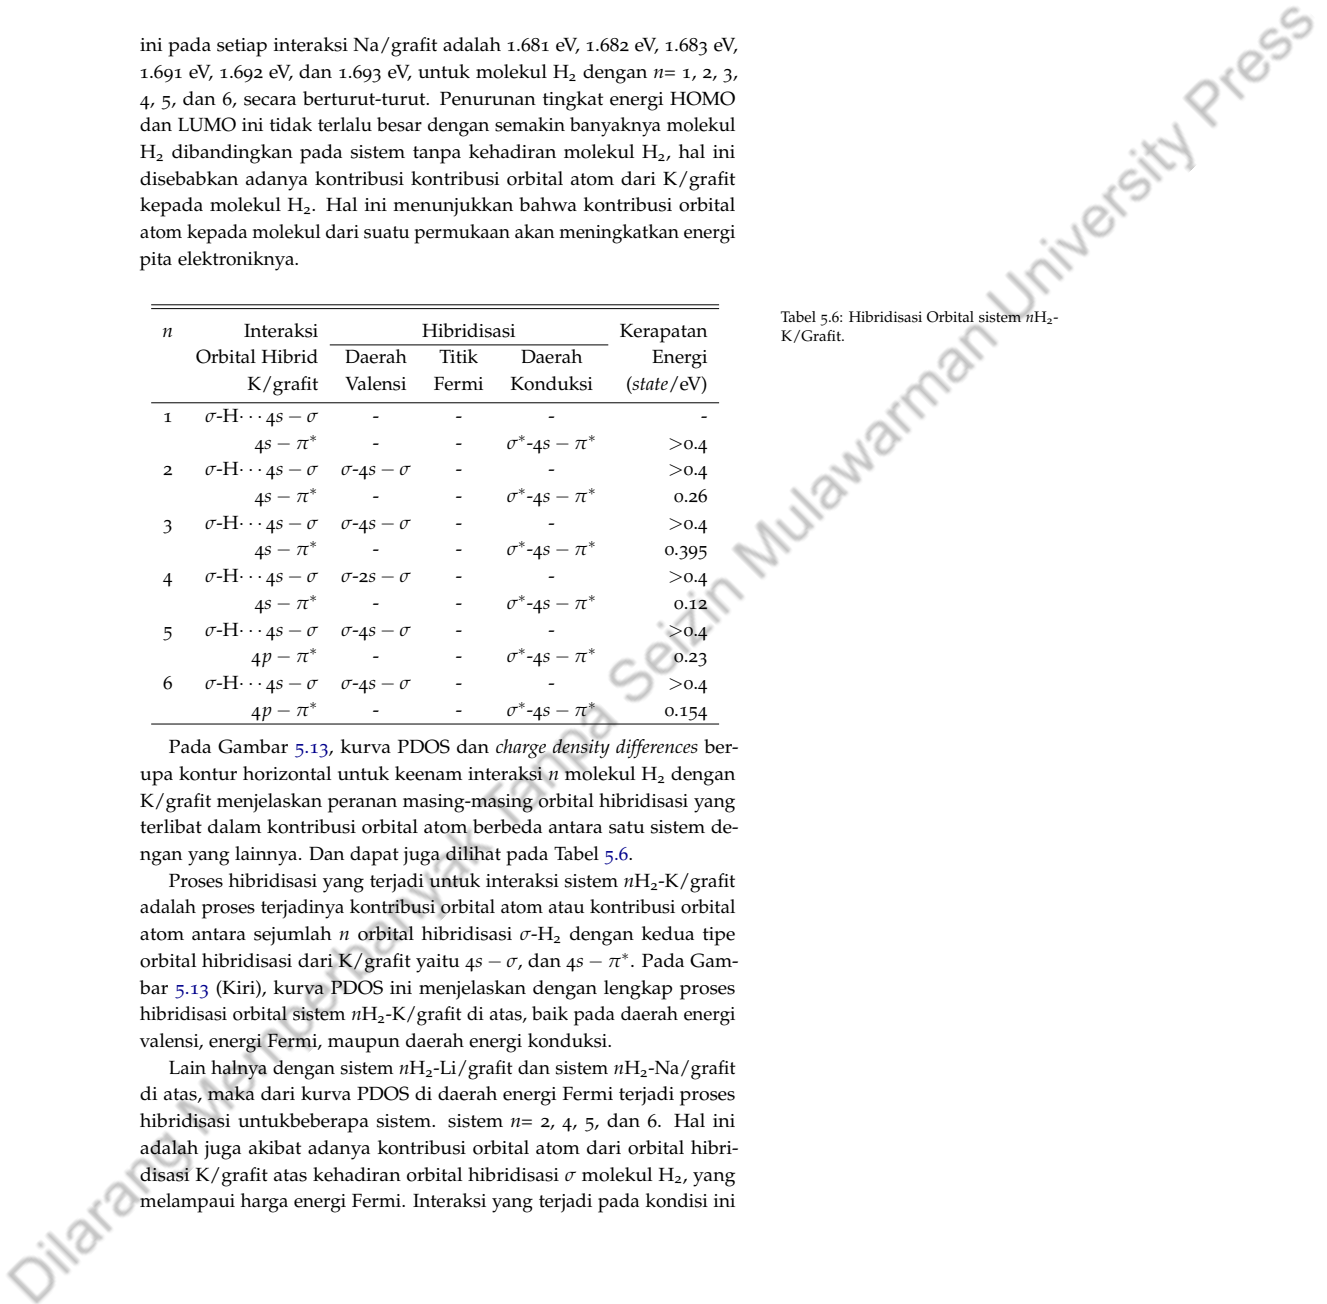 ini pada setiap interaksi Na/grafit adalah 1.681 eV, 1.682 eV, 1.683 eV,
1.691 eV, 1.692 eV, dan 1.693 eV, untuk molekul H₂ dengan n= 1, 2, 3,
4, 5, dan 6, secara berturut-turut. Penurunan tingkat energi HOMO
dan LUMO ini tidak terlalu besar dengan semakin banyaknya molekul
H₂ dibandingkan pada sistem tanpa kehadiran molekul H₂, hal ini
disebabkan adanya kontribusi kontribusi orbital atom dari K/grafit
kepada molekul H₂. Hal ini menunjukkan bahwa kontribusi orbital
atom kepada molekul dari suatu permukaan akan meningkatkan energi
pita elektroniknya.
n Interaksi Hibridisasi Kerapatan
Orbital Hibrid Daerah Titik Daerah Energi
K/grafit Valensi Fermi Konduksi (state/eV)
1 σ-H··· 4s − σ - - - -
4s − π* - - σ*-4s − π* >0.4
2 σ-H··· 4s − σ σ-4s − σ - - >0.4
4s − π* - - σ*-4s − π* 0.26
3 σ-H··· 4s − σ σ-4s − σ - - >0.4
4s − π* - - σ*-4s − π* 0.395
4 σ-H··· 4s − σ σ-2s − σ - - >0.4
4s − π* - - σ*-4s − π* 0.12
5 σ-H··· 4s − σ σ-4s − σ - - >0.4
4p − π* - - σ*-4s − π* 0.23
6 σ-H··· 4s − σ σ-4s − σ - - >0.4
4p − π* - - σ*-4s − π* 0.154
Tabel 5.6: Hibridisasi Orbital sistem nH₂-
K/Grafit.
Pada Gambar 5.13, kurva PDOS dan charge density differences ber-
upa kontur horizontal untuk keenam interaksi n molekul H₂ dengan
K/grafit menjelaskan peranan masing-masing orbital hibridisasi yang
terlibat dalam kontribusi orbital atom berbeda antara satu sistem de-
ngan yang lainnya. Dan dapat juga dilihat pada Tabel 5.6.
Proses hibridisasi yang terjadi untuk interaksi sistem nH₂-K/grafit
adalah proses terjadinya kontribusi orbital atom atau kontribusi orbital
atom antara sejumlah n orbital hibridisasi σ-H₂ dengan kedua tipe
orbital hibridisasi dari K/grafit yaitu 4s − σ, dan 4s − π*. Pada Gam-
bar 5.13 (Kiri), kurva PDOS ini menjelaskan dengan lengkap proses
hibridisasi orbital sistem nH₂-K/grafit di atas, baik pada daerah energi
valensi, energi Fermi, maupun daerah energi konduksi.
Lain halnya dengan sistem nH₂-Li/grafit dan sistem nH₂-Na/grafit
di atas, maka dari kurva PDOS di daerah energi Fermi terjadi proses
hibridisasi untukbeberapa sistem. sistem n= 2, 4, 5, dan 6. Hal ini
adalah juga akibat adanya kontribusi orbital atom dari orbital hibri-
disasi K/grafit atas kehadiran orbital hibridisasi σ molekul H₂, yang
melampaui harga energi Fermi. Interaksi yang terjadi pada kondisi ini
Dilarang Memperbanyak Tanpa Seizin Mulawarman University Press